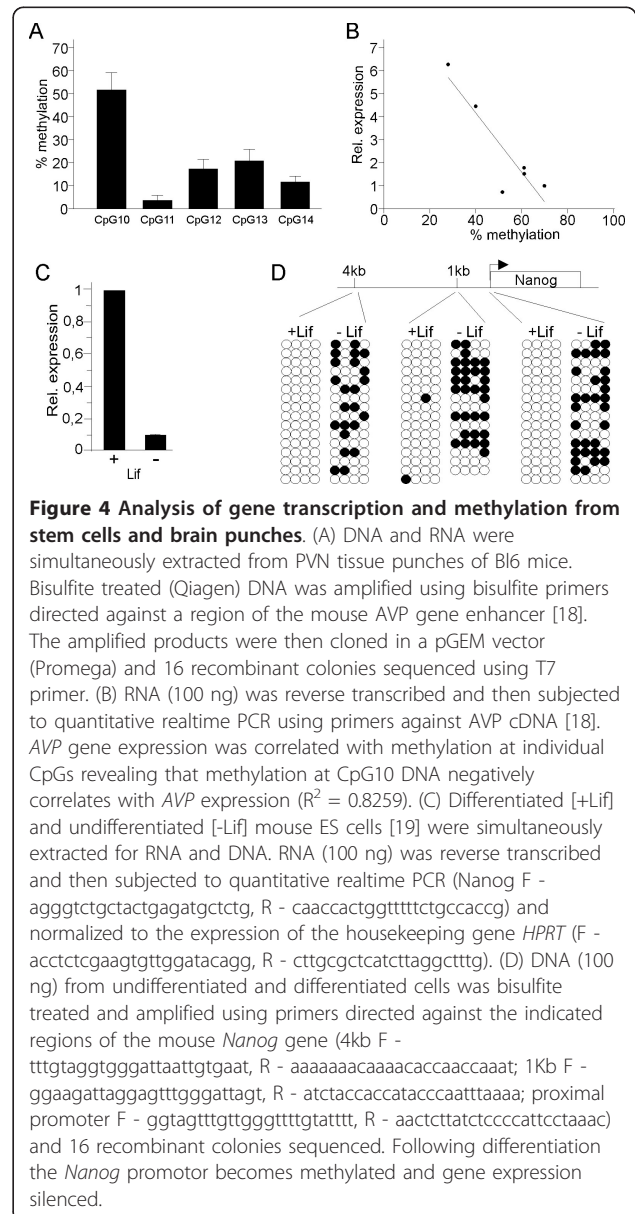 A
% methylation
70
60
50
40
30
20
10
0
CpG10 CpG11 CpG12 CpG13 CpG14
B
Rel. expression
7
6
5
4
3
2
1
0
0 20 40 60 80 100
% methylation
C
Rel. expression
1
0,8
0,6
0,4
0,2
0
+ -
Lif
D
4kb 1kb
Nanog
+Lif - Lif +Lif - Lif +Lif - Lif
Figure 4 Analysis of gene transcription and methylation from
stem cells and brain punches. (A) DNA and RNA were
simultaneously extracted from PVN tissue punches of Bl6 mice.
Bisulfite treated (Qiagen) DNA was amplified using bisulfite primers
directed against a region of the mouse AVP gene enhancer [18].
The amplified products were then cloned in a pGEM vector
(Promega) and 16 recombinant colonies sequenced using T7
primer. (B) RNA (100 ng) was reverse transcribed and then subjected
to quantitative realtime PCR using primers against AVP cDNA [18].
AVP gene expression was correlated with methylation at individual
CpGs revealing that methylation at CpG10 DNA negatively
correlates with AVP expression (R² = 0.8259). (C) Differentiated [+Lif]
and undifferentiated [-Lif] mouse ES cells [19] were simultaneously
extracted for RNA and DNA. RNA (100 ng) was reverse transcribed
and then subjected to quantitative realtime PCR (Nanog F -
agggtctgctactgagatgctctg, R - caaccactggtttttctgccaccg) and
normalized to the expression of the housekeeping gene HPRT (F -
acctctcgaagtgttggatacagg, R - cttgcgctcatcttaggctttg). (D) DNA (100
ng) from undifferentiated and differentiated cells was bisulfite
treated and amplified using primers directed against the indicated
regions of the mouse Nanog gene (4kb F -
tttgtaggtgggattaattgtgaat, R - aaaaaaacaaaacaccaaccaaat; 1Kb F -
ggaagattaggagtttgggattagt, R - atctaccaccatacccaatttaaaa; proximal
promoter F - ggtagtttgttgggttttgtatttt, R - aactcttatctccccattcctaaac)
and 16 recombinant colonies sequenced. Following differentiation
the Nanog promotor becomes methylated and gene expression
silenced.